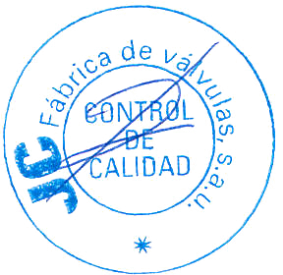 JC Fábrica de válvulas, s.a.u.
CONTROL
DE
CALIDAD